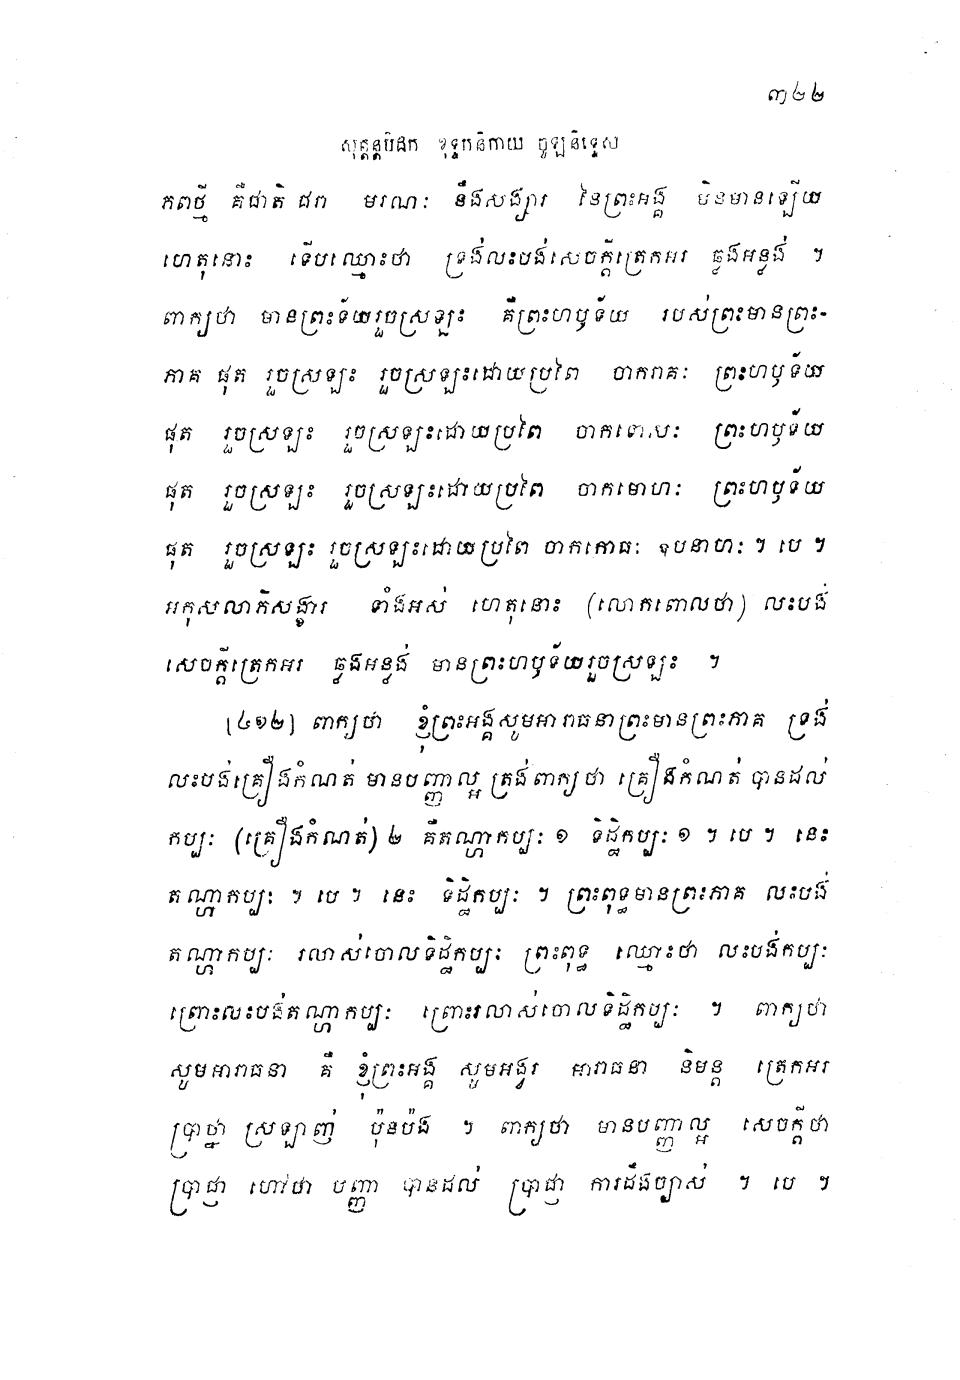 ៣២២
សុត្តន្តបិដក ខុទ្ទកនិកាយ ចូឡនិទ្ទេស
ភពថ្មី គឺជាតិ ជរា មរណៈ នឹងសង្សារ នៃព្រះអង្គ មិនមានឡើយ
ហេតុនោះ ទើបឈ្មោះថា ទ្រង់លះបង់សេចក្តីត្រេកអរ ឆ្លងអន្លង់ ។
ពាក្យថា មានព្រះទ័យរួចស្រឡះ គឺព្រះហឫទ័យ របស់ព្រះមានព្រះ-
ភាគ ផុត រួចស្រឡះ រួចស្រឡះដោយប្រពៃ ចាករាគៈ ព្រះហឫទ័យ
ផុត រួចស្រឡះ រួចស្រឡះដោយប្រពៃ ចាកទោសៈ ព្រះហឫទ័យ
ផុត រួចស្រឡះ រួចស្រឡះដោយប្រពៃ ចាកមោហៈ ព្រះហឫទ័យ
ផុត រួចស្រឡះ រួចស្រឡះដោយប្រពៃ ចាកកោធៈ ឧបនាហៈ ។ បេ ។
អកុសលាភិសង្ខារ ទាំងអស់ ហេតុនោះ (លោកពោលថា) លះបង់
សេចក្តីត្រេកអរ ឆ្លងអន្លង់ មានព្រះហឫទ័យរួចស្រឡះ ។
[៤១២] ពាក្យថា ខ្ញុំព្រះអង្គសូមអារាធនាព្រះមានព្រះភាគ ទ្រង់
លះបង់គ្រឿងកំណត់ មានបញ្ញាល្អ ត្រង់ពាក្យថា គ្រឿងកំណត់ បានដល់
កប្បៈ (គ្រឿងកំណត់) ២ គឺតណ្ហាកប្បៈ ១ ទិដ្ឋិកប្បៈ ១ ។ បេ ។ នេះ
តណ្ហាកប្បៈ ។ បេ ។ នេះ ទិដ្ឋិកប្បៈ ។ ព្រះពុទ្ធមានព្រះភាគ លះបង់
តណ្ហាកប្បៈ រលាស់ចោលទិដ្ឋិកប្បៈ ព្រះពុទ្ធ ឈ្មោះថា លះបង់កប្បៈ
ព្រោះលះបង់តណ្ហាកប្បៈ ព្រោះរលាស់ចោលទិដ្ឋិកប្បៈ ។ ពាក្យថា
សូមអារាធនា គឺ ខ្ញុំព្រះអង្គ សូមអង្វរ អារាធនា និមន្ត ត្រេកអរ
ប្រាថ្នា ស្រឡាញ់ ប៉ុនប៉ង ។ ពាក្យថា មានបញ្ញាល្អ សេចក្តីថា
ប្រាជ្ញា ហៅថា បញ្ញា បានដល់ ប្រាជ្ញា ការដឹងច្បាស់ ។ បេ ។